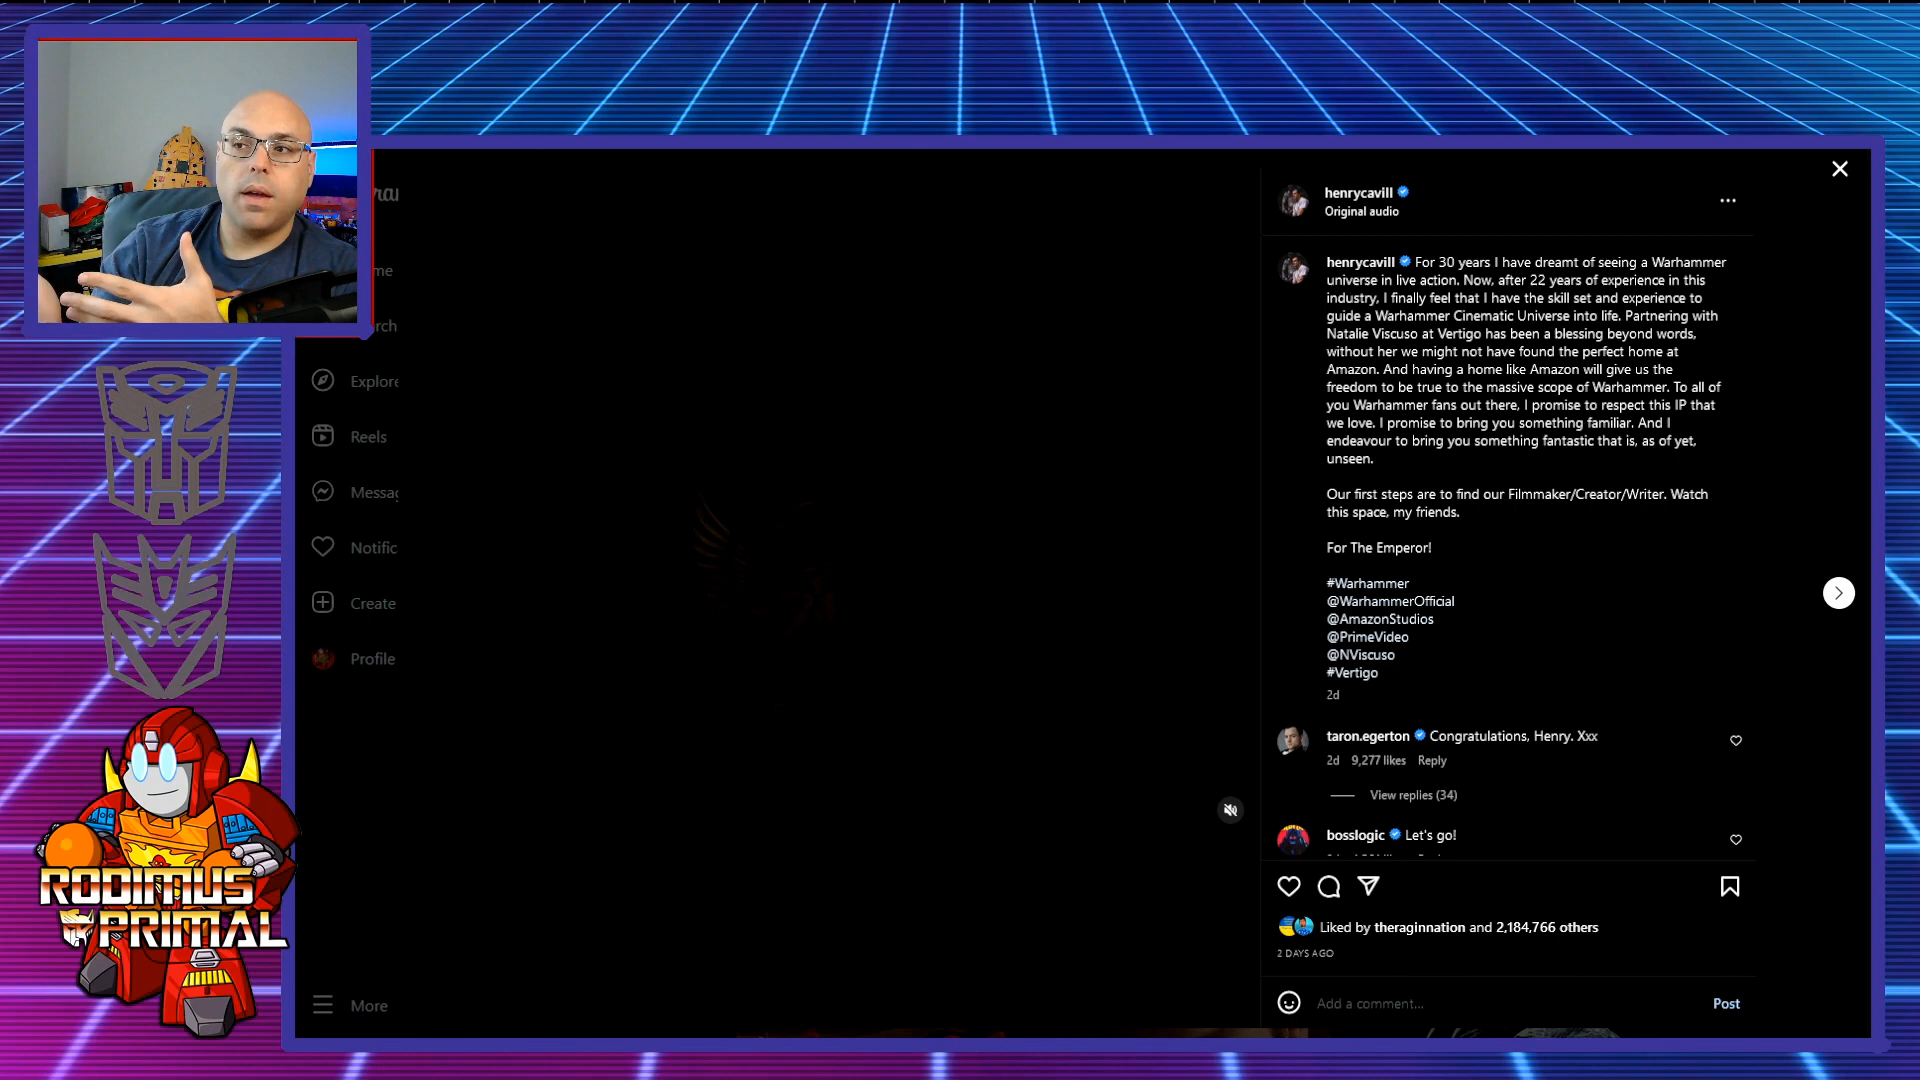 henrycavill
Original audio
henrycavill For 30 years I have dreamt of seeing a Warhammer
universe in live action. Now, after 22 years of experience in this
industry, I finally feel that I have the skill set and experience to
guide a Warhammer Cinematic Universe into life. Partnering with
Natalie Viscuso at Vertigo has been a blessing beyond words,
without her we might not have found the perfect home at
Amazon. And having a home like Amazon will give us the
freedom to be true to the massive scope of Warhammer. To all of
you Warhammer fans out there, I promise to respect this IP that
we love. I promise to bring you something familiar. And I
endeavour to bring you something fantastic that is, as of yet,
unseen.
Our first steps are to find our Filmmaker/Creator/Writer. Watch
this space, my friends.
For The Emperor!
#Warhammer
@WarhammerOfficial
@AmazonStudios
@PrimeVideo
@NViscuso
#Vertigo
2d
taron.egerton Congratulations, Henry. Xxx
2d 9,277 likes Reply
View replies (34)
bosslogic Let's go!
Liked by theraginnation and 2,184,766 others
2 DAYS AGO
Add a comment...
Post
ram
me
rch
Explore
Reels
Messag
Notific
Create
Profile
More
RODIMUS
PRIMAL